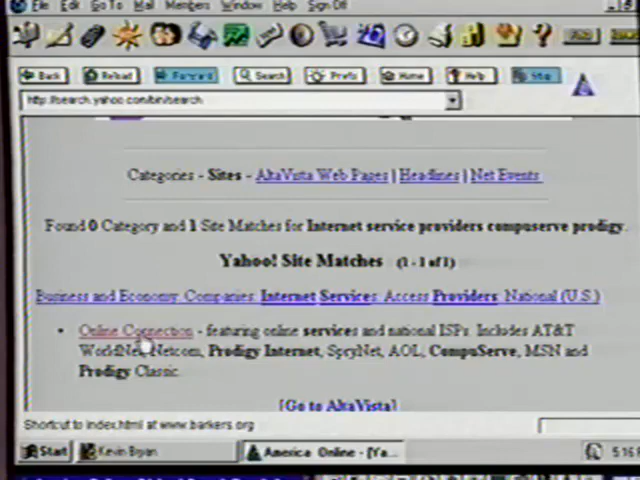 File Edit Go To Mail Members Window Help Sign Off
Back Reload Forward Search Prefs Home Help Stop
http://search.yahoo.com/bin/search
Categories - Sites - AltaVista Web Pages | Headlines | Net Events
Found 0 Category and 1 Site Matches for Internet service providers compuserve prodigy.
Yahoo! Site Matches (1 - 1 of 1)
Business and Economy: Companies: Internet Services: Access Providers: National (U.S.)
• Online Connection - featuring online services and national ISPs. Includes AT&T
WorldNet, Netcom, Prodigy Internet, SpryNet, AOL, CompuServe, MSN and
Prodigy Classic.
[Go to AltaVista]
Shortcut to index.html at www.barkers.org
Start Kevin Bryan America Online - [Ya... 5:16 P